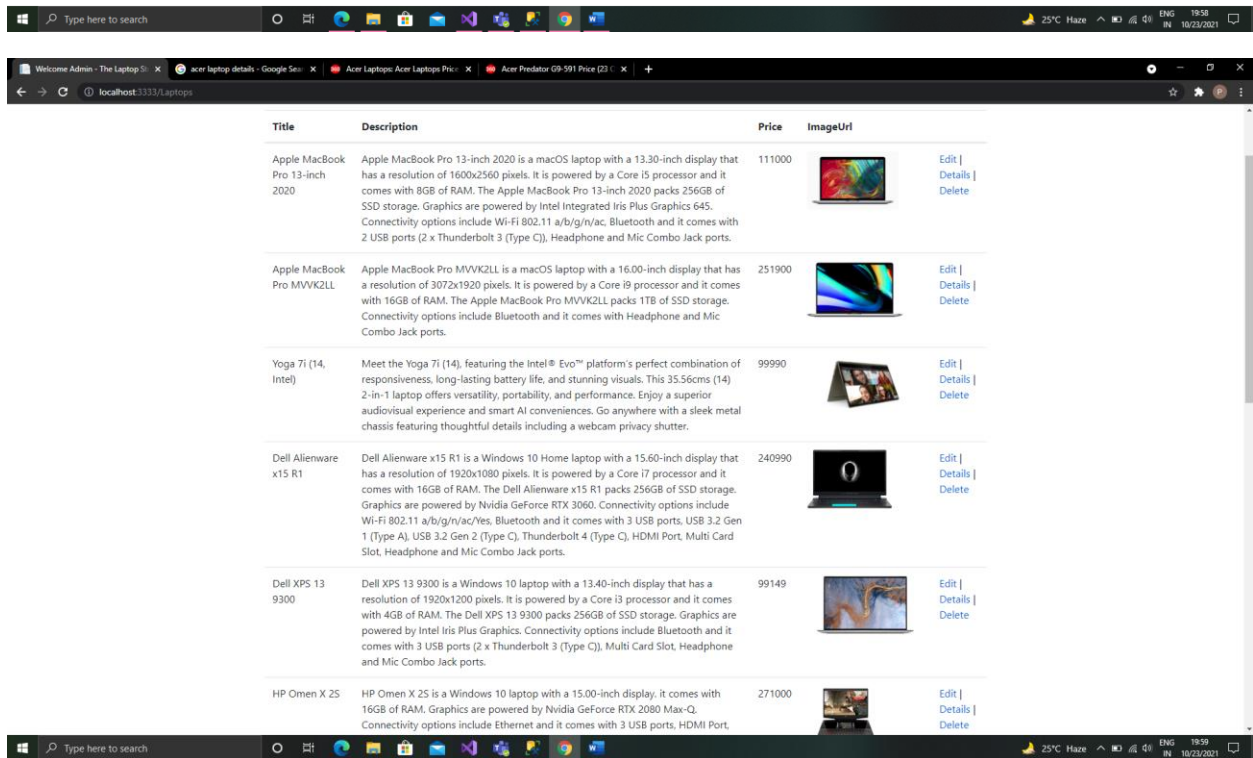 Type here to search
25°C Haze
ENG
IN
19:58
10/23/2021
Welcome Admin - The Laptop St
acer laptop details - Google Sear
Acer Laptops: Acer Laptops Price
Acer Predator G9-591 Price (23
localhost:3333/Laptops
P
Title Description Price ImageUrl
Apple MacBook
Pro 13-inch
2020
Apple MacBook Pro 13-inch 2020 is a macOS laptop with a 13.30-inch display that
has a resolution of 1600x2560 pixels. It is powered by a Core i5 processor and it
comes with 8GB of RAM. The Apple MacBook Pro 13-inch 2020 packs 256GB of
SSD storage. Graphics are powered by Intel Integrated Iris Plus Graphics 645.
Connectivity options include Wi-Fi 802.11 a/b/g/n/ac, Bluetooth and it comes with
2 USB ports (2 x Thunderbolt 3 (Type C)), Headphone and Mic Combo Jack ports.
111000
Edit |
Details |
Delete
Apple MacBook
Pro MVVK2LL
Apple MacBook Pro MVVK2LL is a macOS laptop with a 16.00-inch display that has
a resolution of 3072x1920 pixels. It is powered by a Core i9 processor and it comes
with 16GB of RAM. The Apple MacBook Pro MVVK2LL packs 1TB of SSD storage.
Connectivity options include Bluetooth and it comes with Headphone and Mic
Combo Jack ports.
251900
Edit |
Details |
Delete
Yoga 7i (14,
Intel)
Meet the Yoga 7i (14), featuring the Intel® Evo™ platform's perfect combination of
responsiveness, long-lasting battery life, and stunning visuals. This 35.56cms (14)
2-in-1 laptop offers versatility, portability, and performance. Enjoy a superior
audiovisual experience and smart AI conveniences. Go anywhere with a sleek metal
chassis featuring thoughtful details including a webcam privacy shutter.
99990
Edit |
Details |
Delete
Dell Alienware
x15 R1
Dell Alienware x15 R1 is a Windows 10 Home laptop with a 15.60-inch display that
has a resolution of 1920x1080 pixels. It is powered by a Core i7 processor and it
comes with 16GB of RAM. The Dell Alienware x15 R1 packs 256GB of SSD storage.
Graphics are powered by Nvidia GeForce RTX 3060. Connectivity options include
Wi-Fi 802.11 a/b/g/n/ac/Yes, Bluetooth and it comes with 3 USB ports, USB 3.2 Gen
1 (Type A), USB 3.2 Gen 2 (Type C), Thunderbolt 4 (Type C), HDMI Port, Multi Card
Slot, Headphone and Mic Combo Jack ports.
240990
Edit |
Details |
Delete
Dell XPS 13
9300
Dell XPS 13 9300 is a Windows 10 laptop with a 13.40-inch display that has a
resolution of 1920x1200 pixels. It is powered by a Core i3 processor and it comes
with 4GB of RAM. The Dell XPS 13 9300 packs 256GB of SSD storage. Graphics are
powered by Intel Iris Plus Graphics. Connectivity options include Bluetooth and it
comes with 3 USB ports (2 x Thunderbolt 3 (Type C)), Multi Card Slot, Headphone
and Mic Combo Jack ports.
99149
Edit |
Details |
Delete
HP Omen X 2S
HP Omen X 2S is a Windows 10 laptop with a 15.00-inch display. it comes with
16GB of RAM. Graphics are powered by Nvidia GeForce RTX 2080 Max-Q.
Connectivity options include Ethernet and it comes with 3 USB ports, HDMI Port,
271000
Edit |
Details |
Delete
Type here to search
25°C Haze
ENG
IN
19:59
10/23/2021